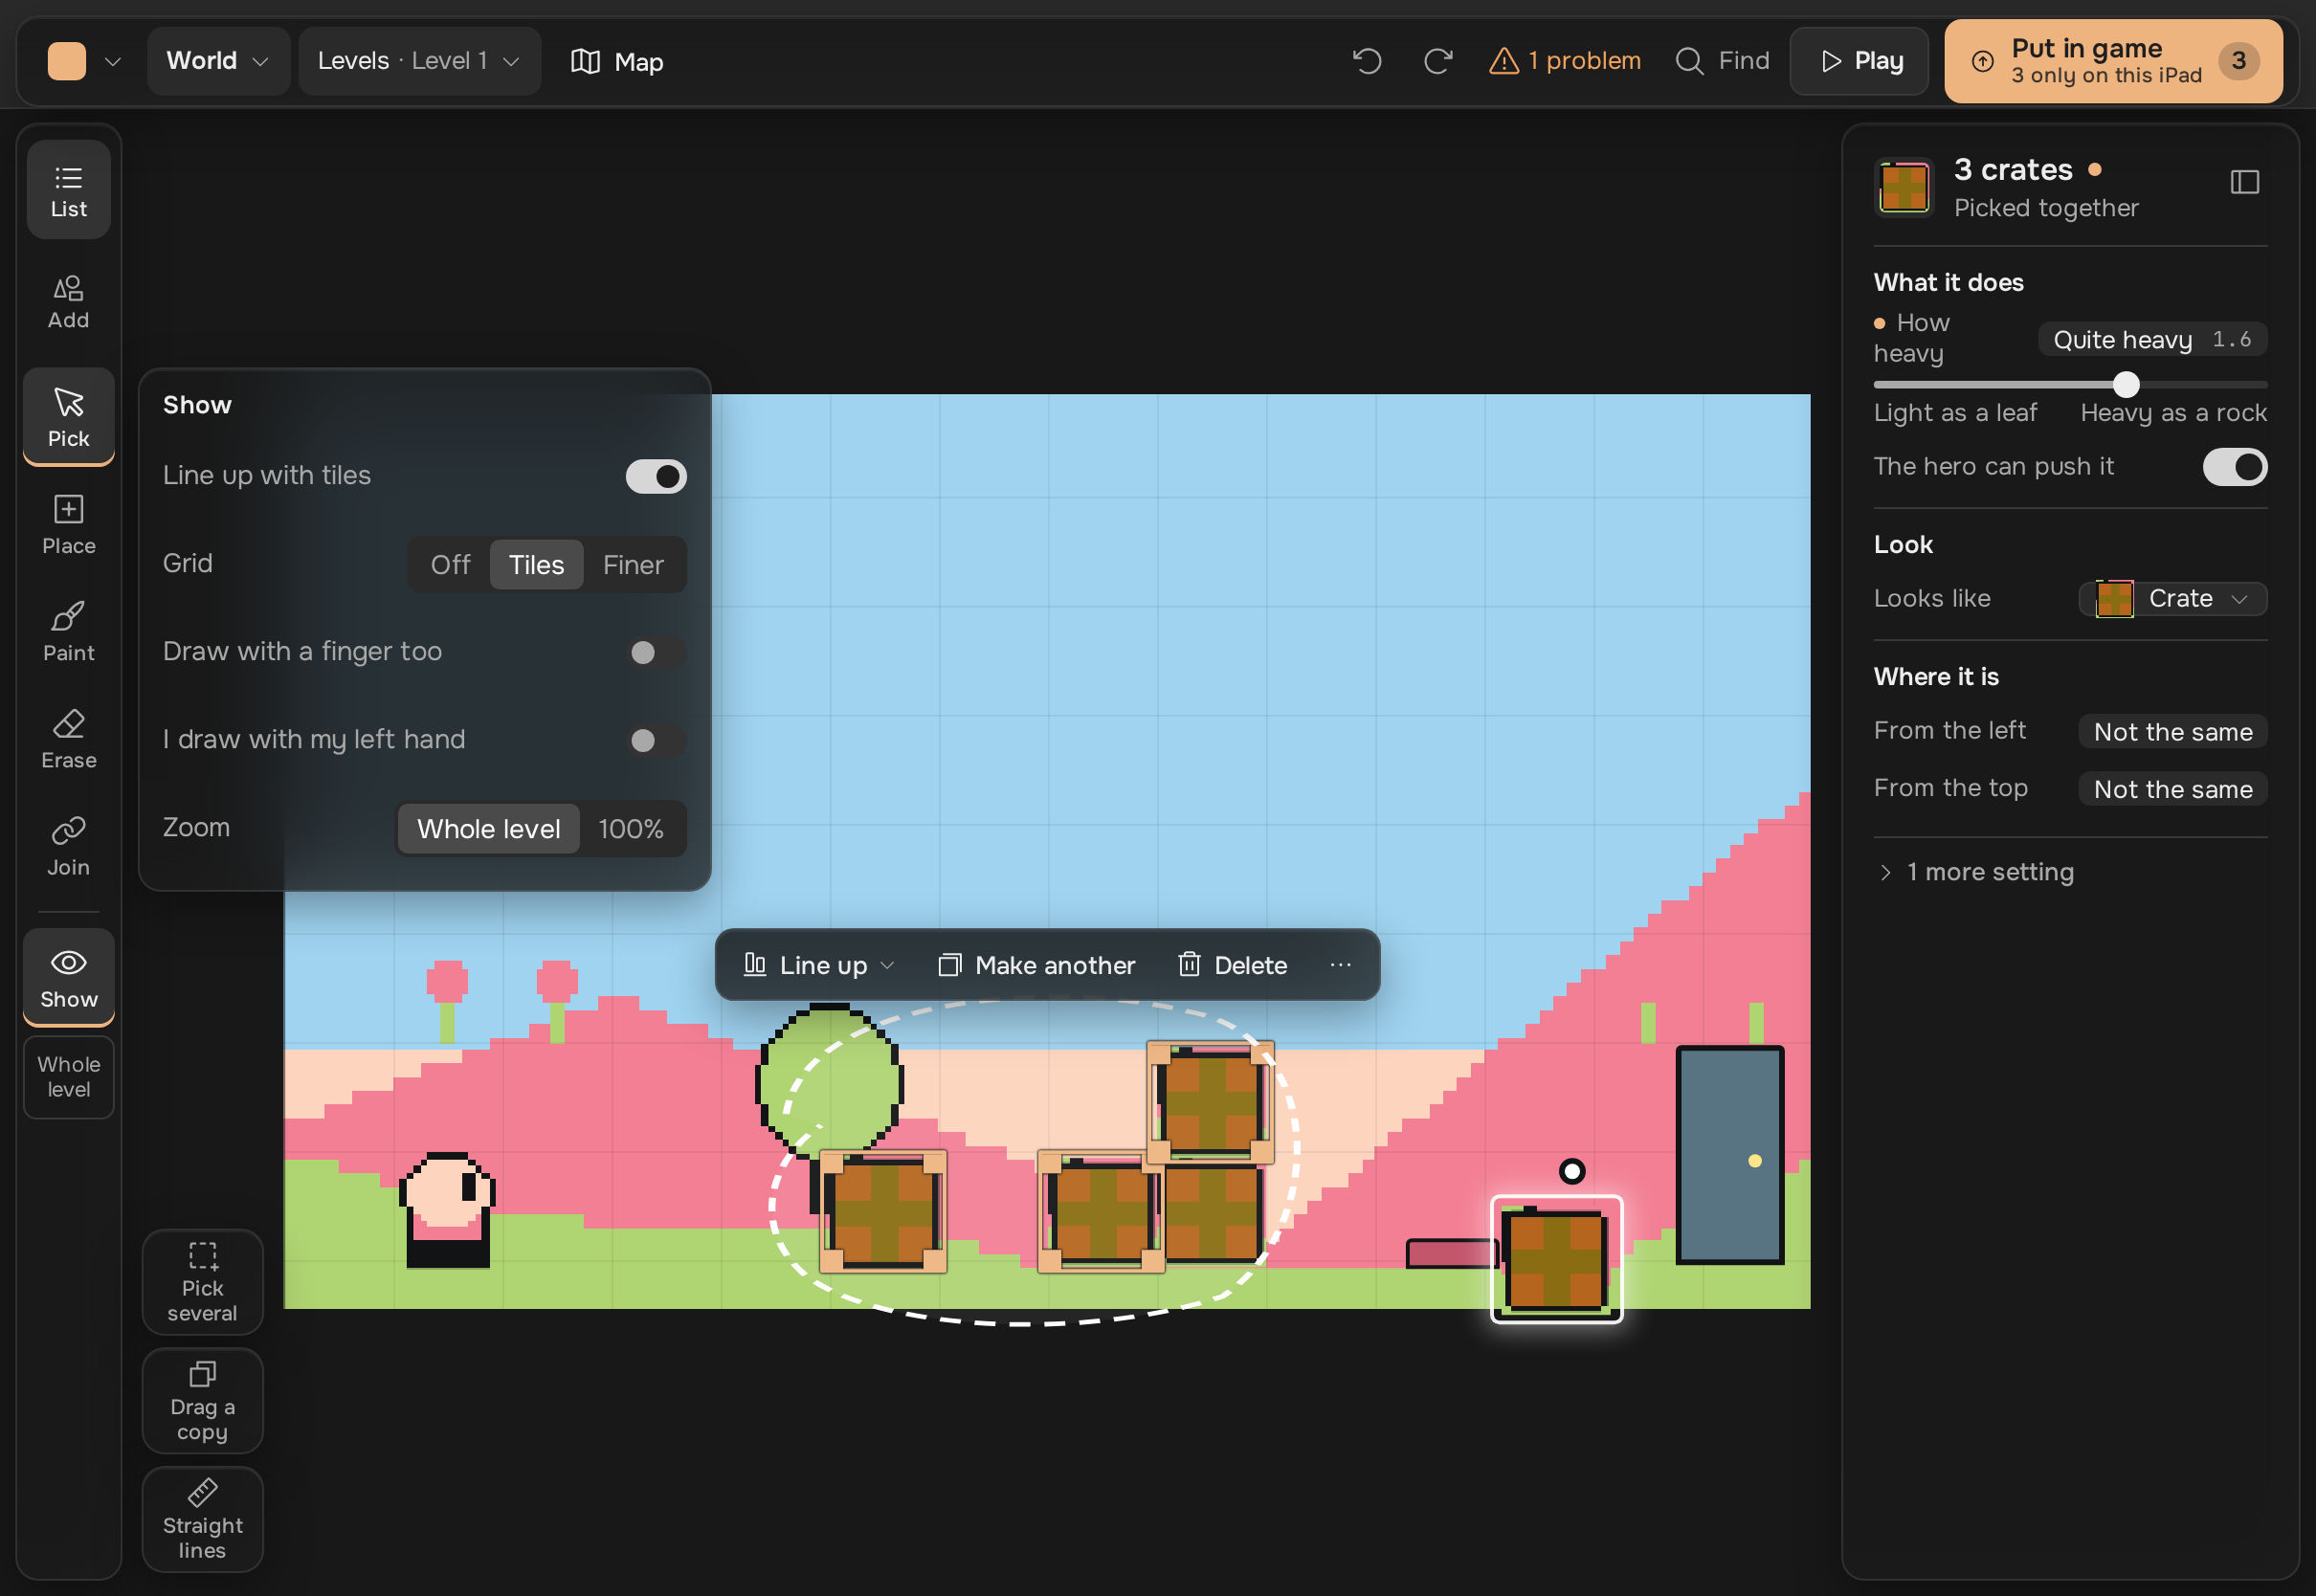 World
Levels · Level 1
Map
1 problem
Find
Play
Put in game
3 only on this iPad
3
List
Add
Pick
Place
Paint
Erase
Join
Show
Whole
level
Show
Line up with tiles
Grid
Off
Tiles
Finer
Draw with a finger too
I draw with my left hand
Zoom
Whole level
100%
Line up
Make another
Delete
Pick
several
Drag a
copy
Straight
lines
3 crates
Picked together
What it does
How
heavy
Quite heavy 1.6
Light as a leaf
Heavy as a rock
The hero can push it
Look
Looks like
Crate
Where it is
From the left
Not the same
From the top
Not the same
1 more setting